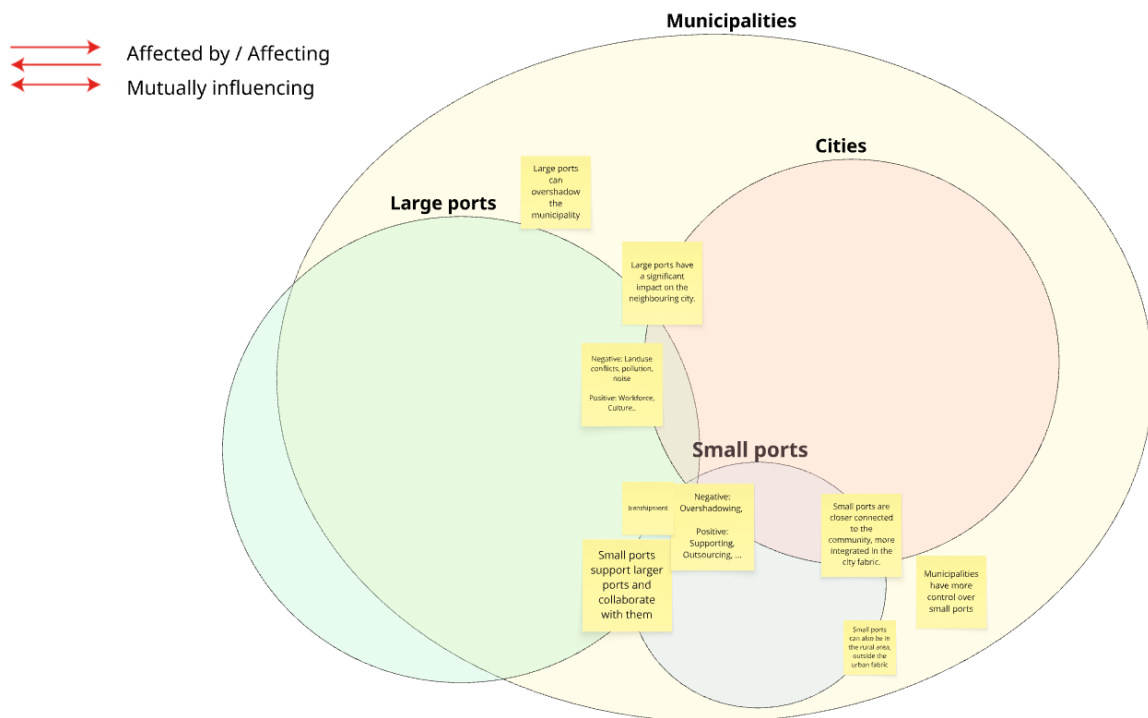 Municipalities
Affected by / Affecting
Mutually influencing
Cities
Large ports
can
overshadow
the
municipality
Large ports
Large ports have
a significant
impact on the
neighbouring city.
Negative: Landuse
conflicts, pollution,
noise
Positive: Workforce,
Culture..
Small ports
transhipment
Negative:
Overshadowing,
Positive:
Supporting,
Outsourcing, ...
Small ports are
closer connected
to the
community, more
integrated in the
city fabric.
Small ports
support larger
ports and
collaborate
with them
Municipalities
have more
control over
small ports
Small ports
can also be in
the rural area,
outside the
urban fabric